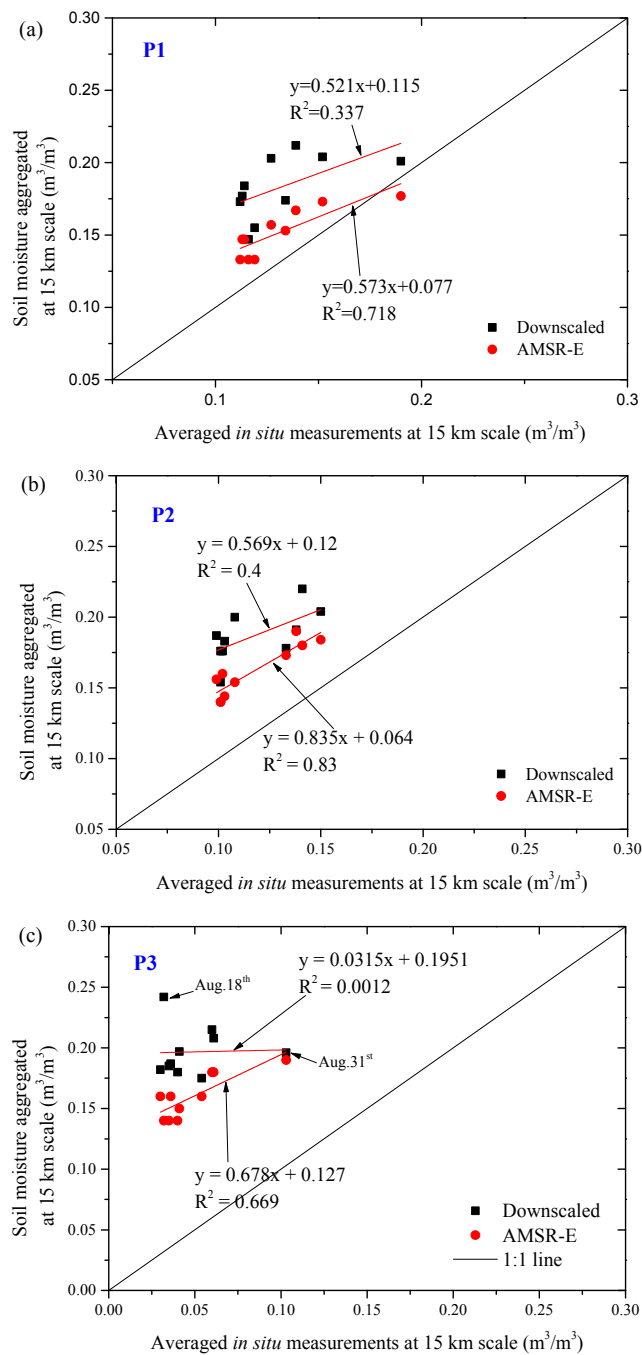 (a)
P1
0.30
0.25
0.20
0.15
0.10
0.05
Soil moisture aggregated
at 15 km scale (m³/m³)
y=0.521x+0.115
R²=0.337
y=0.573x+0.077
R²=0.718
Downscaled
AMSR-E
0.1 0.2 0.3
Averaged in situ measurements at 15 km scale (m³/m³)
(b)
P2
0.30
0.25
0.20
0.15
0.10
0.05
Soil moisture aggregated
at 15 km scale (m³/m³)
y = 0.569x + 0.12
R² = 0.4
y = 0.835x + 0.064
R² = 0.83
Downscaled
AMSR-E
0.05 0.10 0.15 0.20 0.25 0.30
Averaged in situ measurements at 15 km scale (m³/m³)
(c)
P3
0.30
0.25
0.20
0.15
0.10
0.05
0.00
Soil moisture aggregated
at 15 km scale (m³/m³)
y = 0.0315x + 0.1951
R² = 0.0012
Aug.18th
Aug.31st
y = 0.678x + 0.127
R² = 0.669
Downscaled
AMSR-E
1:1 line
0.00 0.05 0.10 0.15 0.20 0.25 0.30
Averaged in situ measurements at 15 km scale (m³/m³)